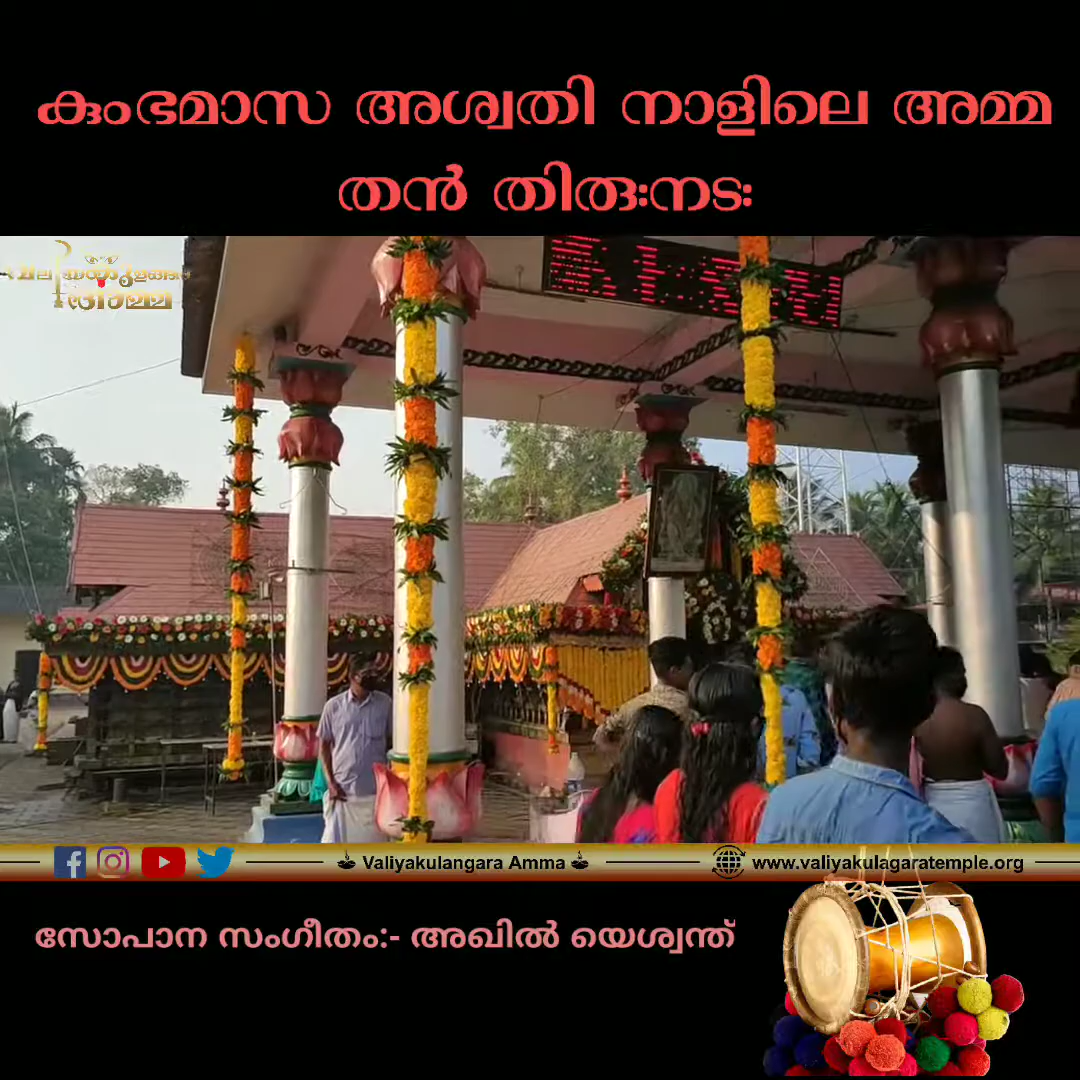 കുംഭമാസ അശ്വതി നാളിലെ അമ്മ
തൻ തിരുഃനടഃ
Valiyakulangara Amma
www.valiyakulagaratemple.org
സോപാന സംഗീതം:- അഖിൽ യെശ്വന്ത്